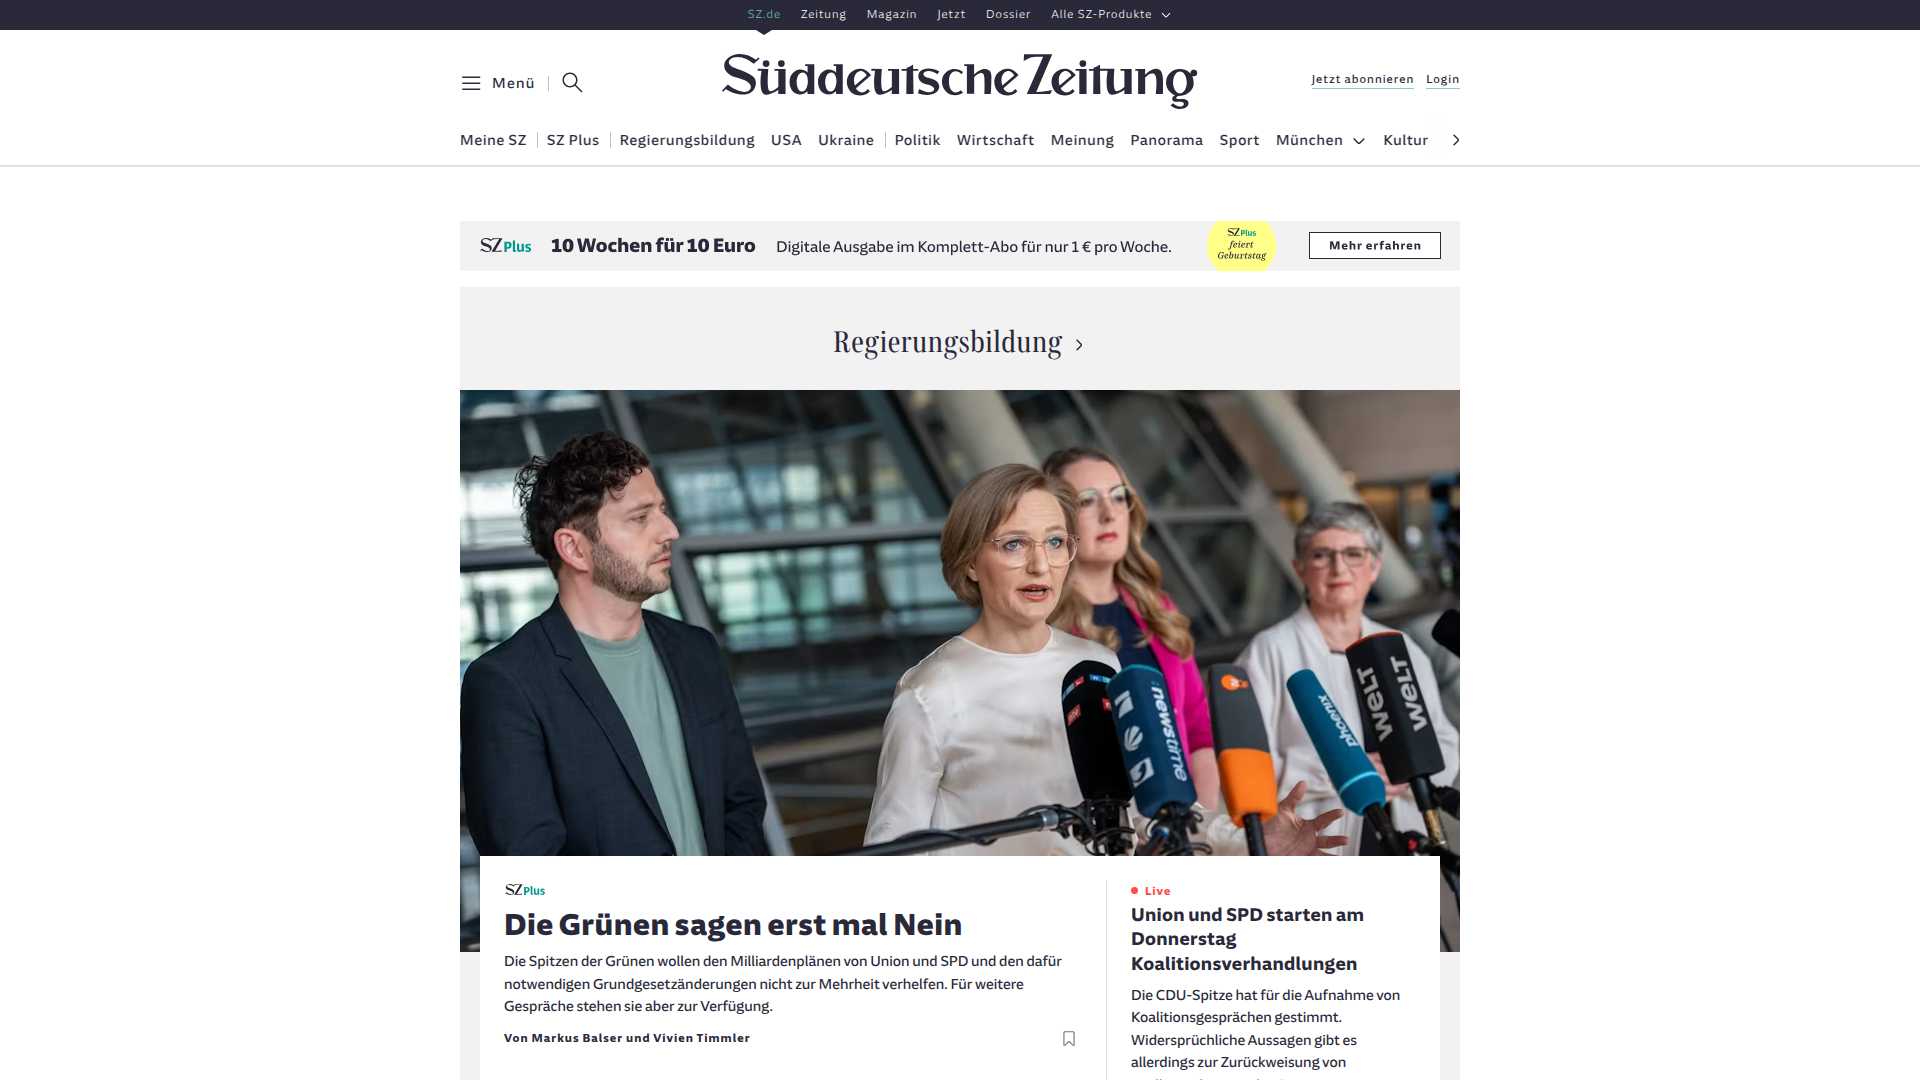 SZ.de Zeitung Magazin Jetzt Dossier Alle SZ-Produkte
Menü
Süddeutsche Zeitung
Jetzt abonnieren Login
Meine SZ SZ Plus Regierungsbildung USA Ukraine Politik Wirtschaft Meinung Panorama Sport München Kultur
SZ Plus 10 Wochen für 10 Euro Digitale Ausgabe im Komplett-Abo für nur 1 € pro Woche.
SZ Plus
feiert
Geburtstag
Mehr erfahren
Regierungsbildung
:newstime
phoenix
welt
welt
SZ Plus
Die Grünen sagen erst mal Nein
Die Spitzen der Grünen wollen den Milliardenplänen von Union und SPD und den dafür
notwendigen Grundgesetzänderungen nicht zur Mehrheit verhelfen. Für weitere
Gespräche stehen sie aber zur Verfügung.
Von Markus Balser und Vivien Timmler
Live
Union und SPD starten am
Donnerstag
Koalitionsverhandlungen
Die CDU-Spitze hat für die Aufnahme von
Koalitionsgesprächen gestimmt.
Widersprüchliche Aussagen gibt es
allerdings zur Zurückweisung von